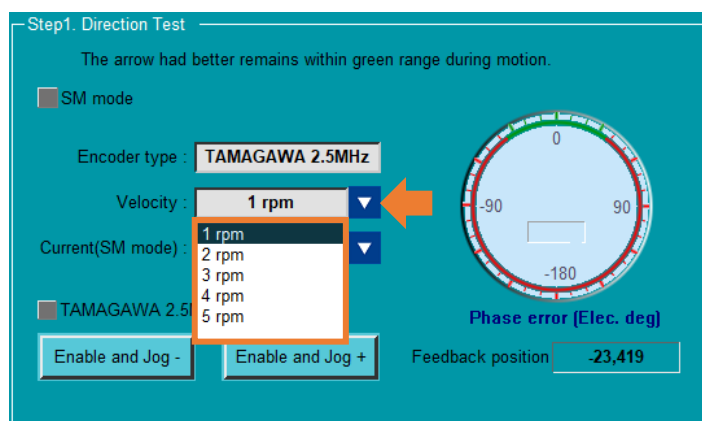 Step1. Direction Test
The arrow had better remains within green range during motion.
SM mode
Encoder type : TAMAGAWA 2.5MHz
Velocity : 1 rpm
Current(SM mode) :
1 rpm
2 rpm
3 rpm
4 rpm
5 rpm
TAMAGAWA 2.5
Enable and Jog -
Enable and Jog +
0
-90
90
-180
Phase error (Elec. deg)
Feedback position -23,419